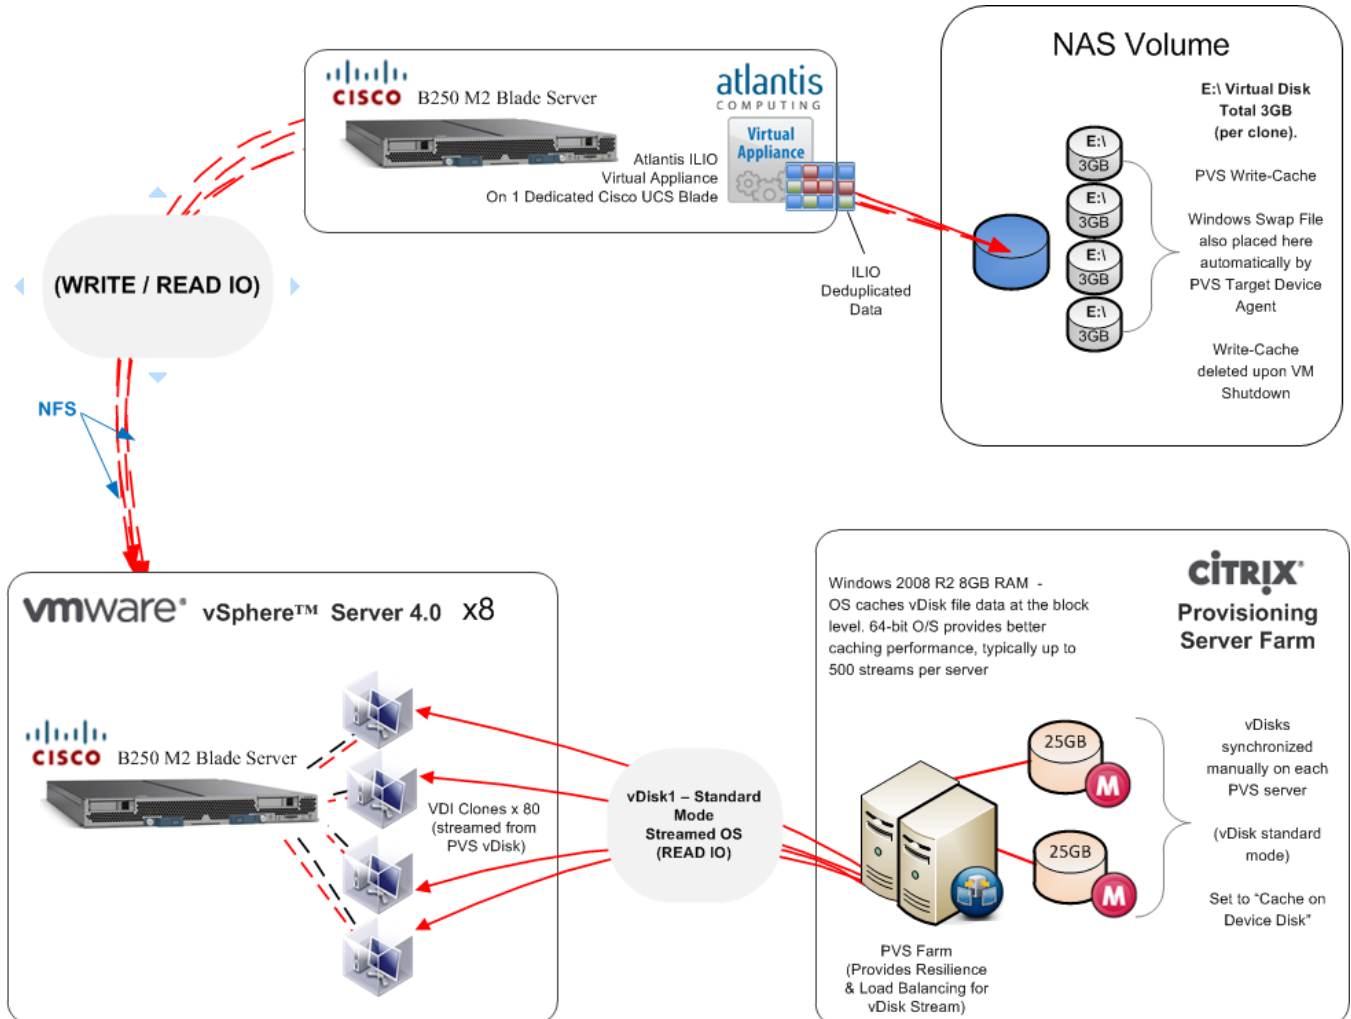 NAS Volume
E:\ Virtual Disk
Total 3GB
(per clone).
PVS Write-Cache
Windows Swap File
also placed here
automatically by
PVS Target Device
Agent
Write-Cache
deleted upon VM
Shutdown
E:\
3GB
E:\
3GB
E:\
3GB
E:\
3GB
CISCO
B250 M2 Blade Server
atlantis
COMPUTING
Virtual
Appliance
Atlantis ILIO
Virtual Appliance
On 1 Dedicated Cisco UCS Blade
ILIO
Deduplicated
Data
(WRITE / READ IO)
NFS
vmware® vSphere™ Server 4.0 x8
CISCO
B250 M2 Blade Server
VDI Clones x 80
(streamed from
PVS vDisk)
vDisk1 – Standard
Mode
Streamed OS
(READ IO)
Windows 2008 R2 8GB RAM -
OS caches vDisk file data at the block
level. 64-bit O/S provides better
caching performance, typically up to
500 streams per server
CITRIX®
Provisioning
Server Farm
25GB
M
25GB
M
vDisks
synchronized
manually on each
PVS server
(vDisk standard
mode)
Set to “Cache on
Device Disk”
PVS Farm
(Provides Resilience
& Load Balancing for
vDisk Stream)